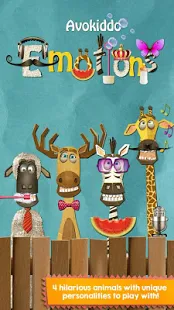 Avokiddo
Emotions
4 hilarious animals with unique
personalities to play with!